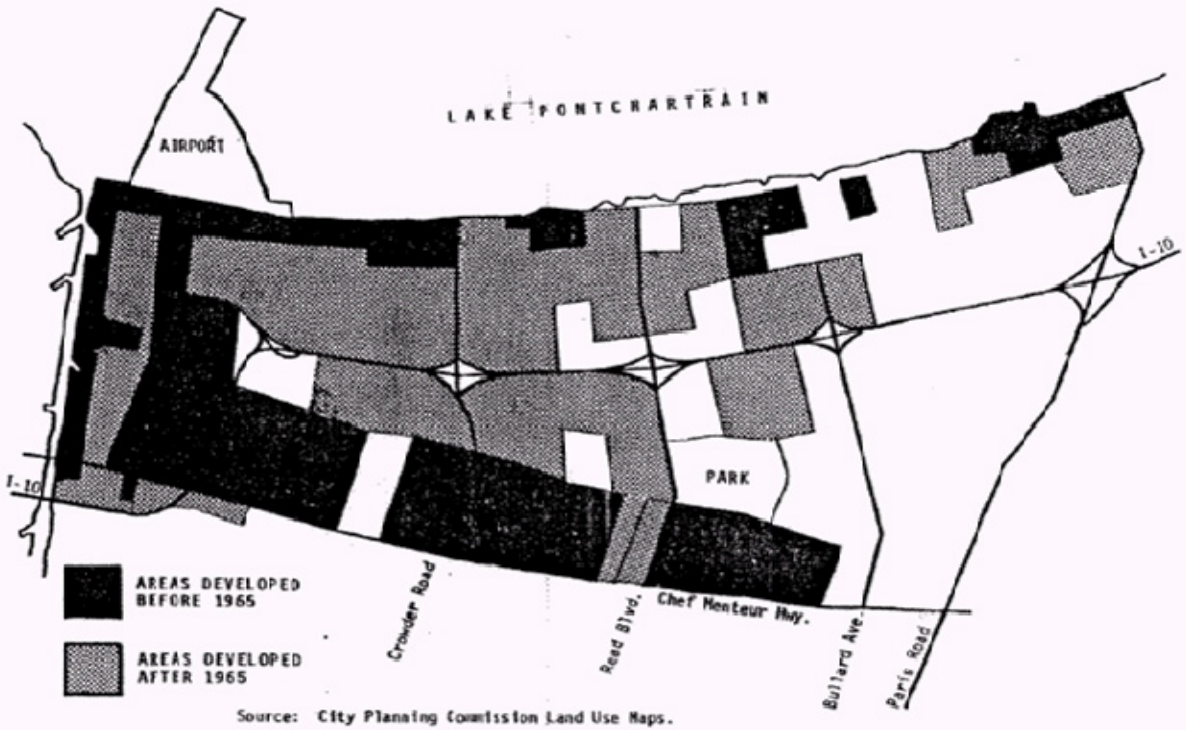 LAKE PONTCHARTRAIN
AIRPORT
I-10
PARK
I-10
AREAS DEVELOPED
BEFORE 1965
Crowder Road
Read Blvd.
Chef Menteur Hwy.
Bullard Ave.
Paris Road
AREAS DEVELOPED
AFTER 1965
Source: City Planning Commission Land Use Maps.